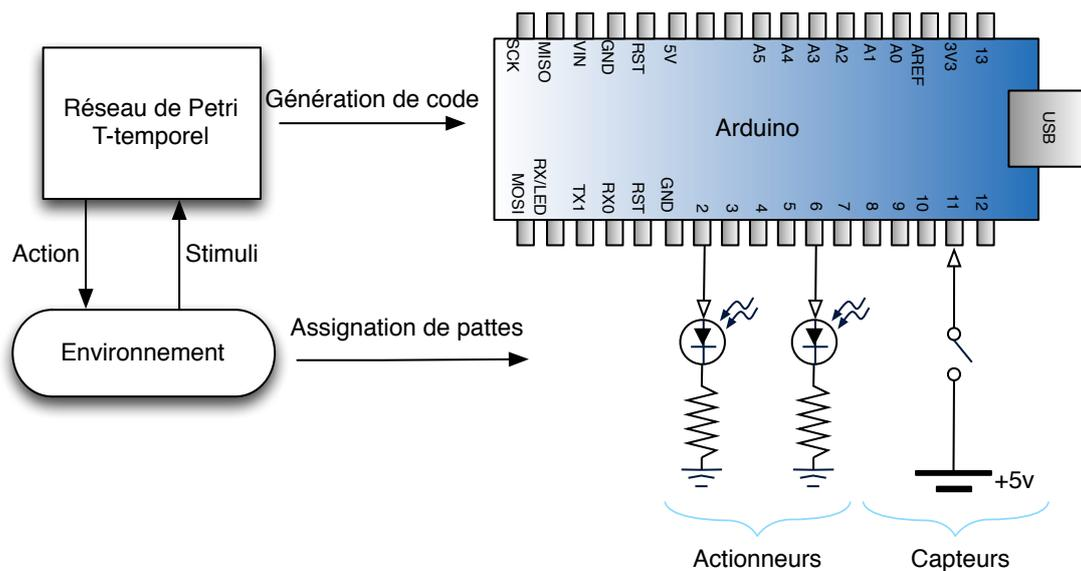 Réseau de Petri
T-temporel
Génération de code
Action
Stimuli
Environnement
Assignation de pattes
SCK
MISO
VIN
GND
RST
5V
A5
A4
A3
A2
A1
A0
AREF
3V3
13
Arduino
USB
MOSI
RX/LED
TX1
RX0
RST
GND
2
3
4
5
6
7
8
9
10
11
12
+5v
Actionneurs
Capteurs